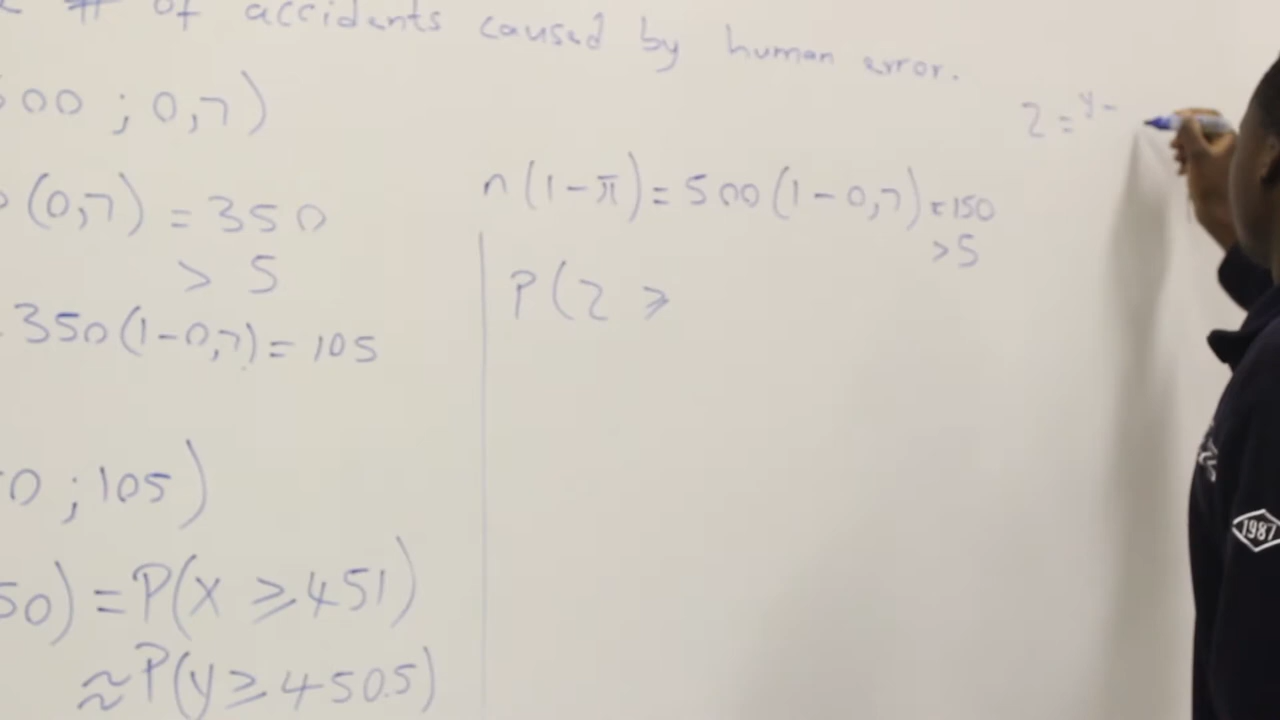 # of accidents caused by human error.
00 ; 0,7)
z = y -
n(1-π) = 500(1-0,7) = 150
> 5
(0,7) = 350
> 5
P(z ≥
350(1-0,7) = 105
0 ; 105)
50) = P(x ≥ 451)
≈ P(y ≥ 450.5)
1987